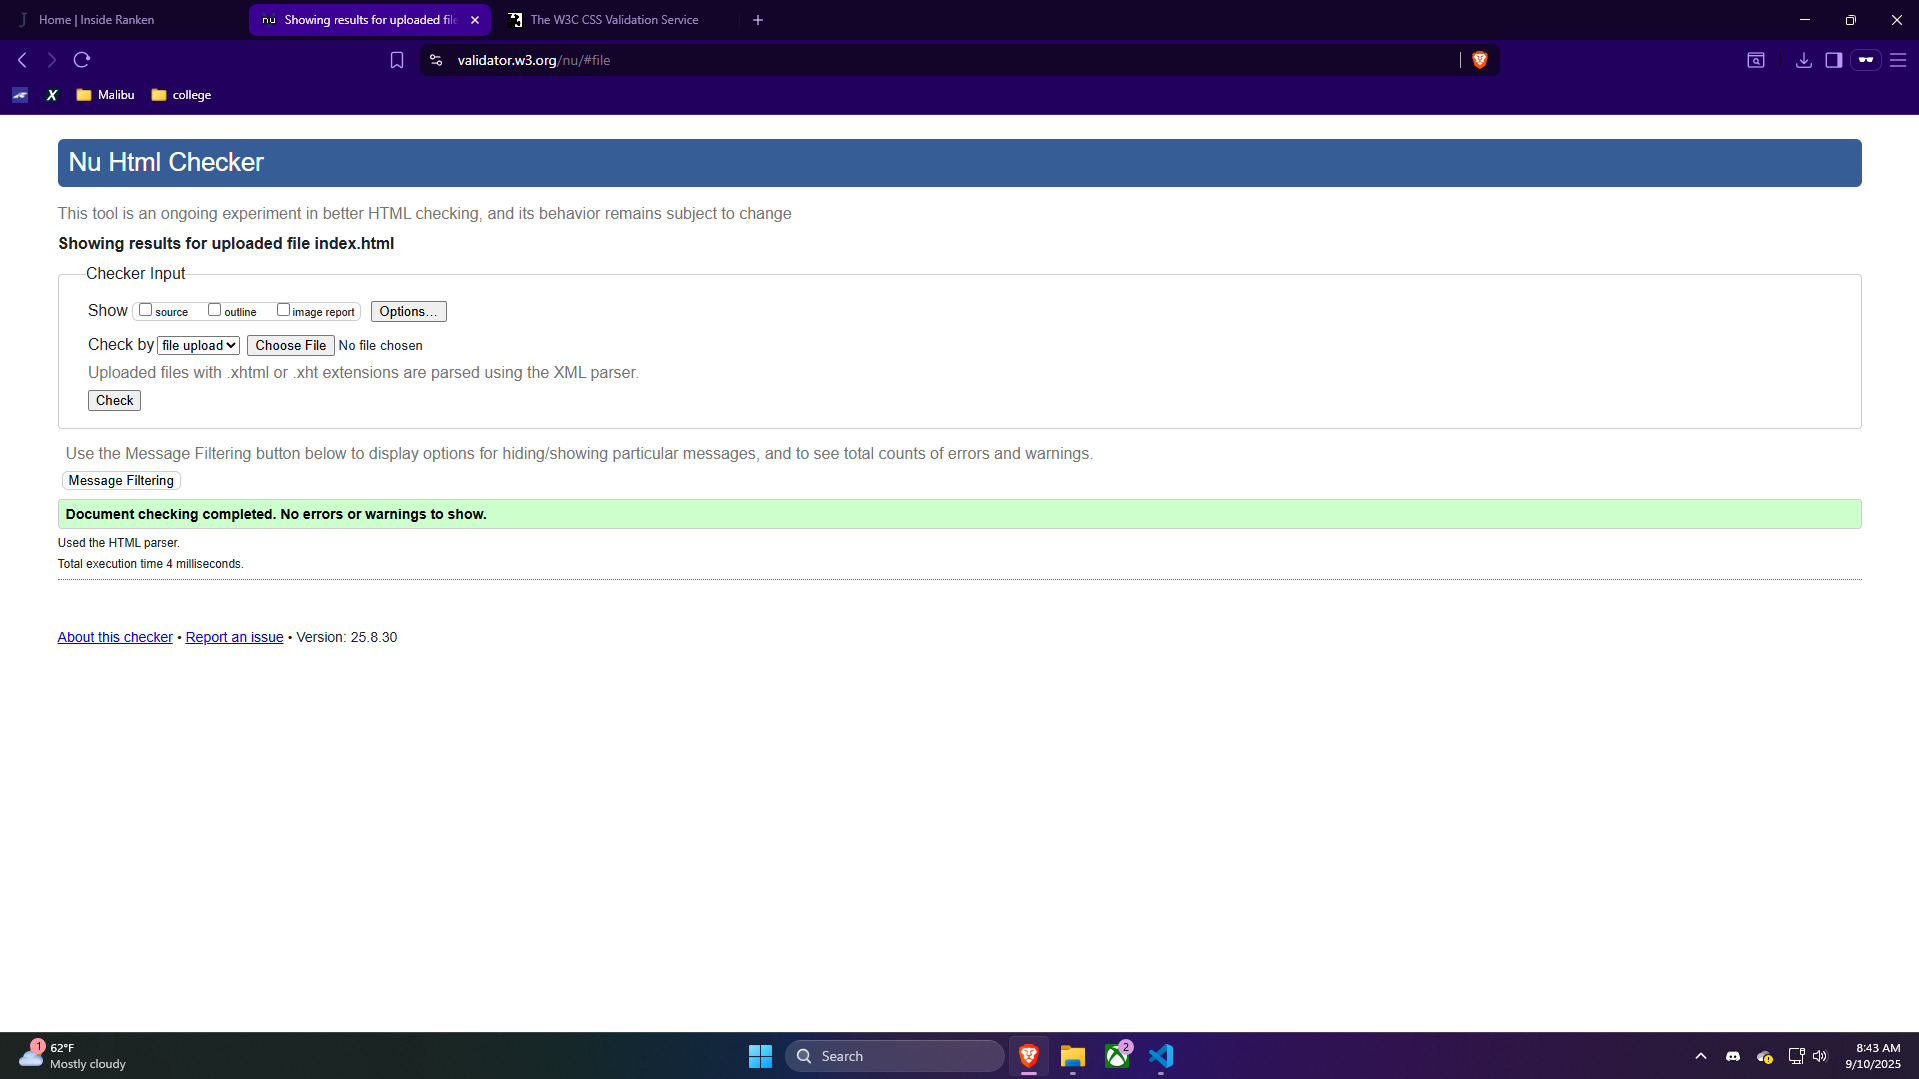 Home | Inside Ranken
nu Showing results for uploaded file
The W3C CSS Validation Service
validator.w3.org/nu/#file
Malibu
college
Nu Html Checker
This tool is an ongoing experiment in better HTML checking, and its behavior remains subject to change
Showing results for uploaded file index.html
Checker Input
Show source outline image report Options...
Check by file upload Choose File No file chosen
Uploaded files with .xhtml or .xht extensions are parsed using the XML parser.
Check
Use the Message Filtering button below to display options for hiding/showing particular messages, and to see total counts of errors and warnings.
Message Filtering
Document checking completed. No errors or warnings to show.
Used the HTML parser.
Total execution time 4 milliseconds.
About this checker • Report an issue • Version: 25.8.30
1
62°F
Mostly cloudy
Search
2
8:43 AM
9/10/2025